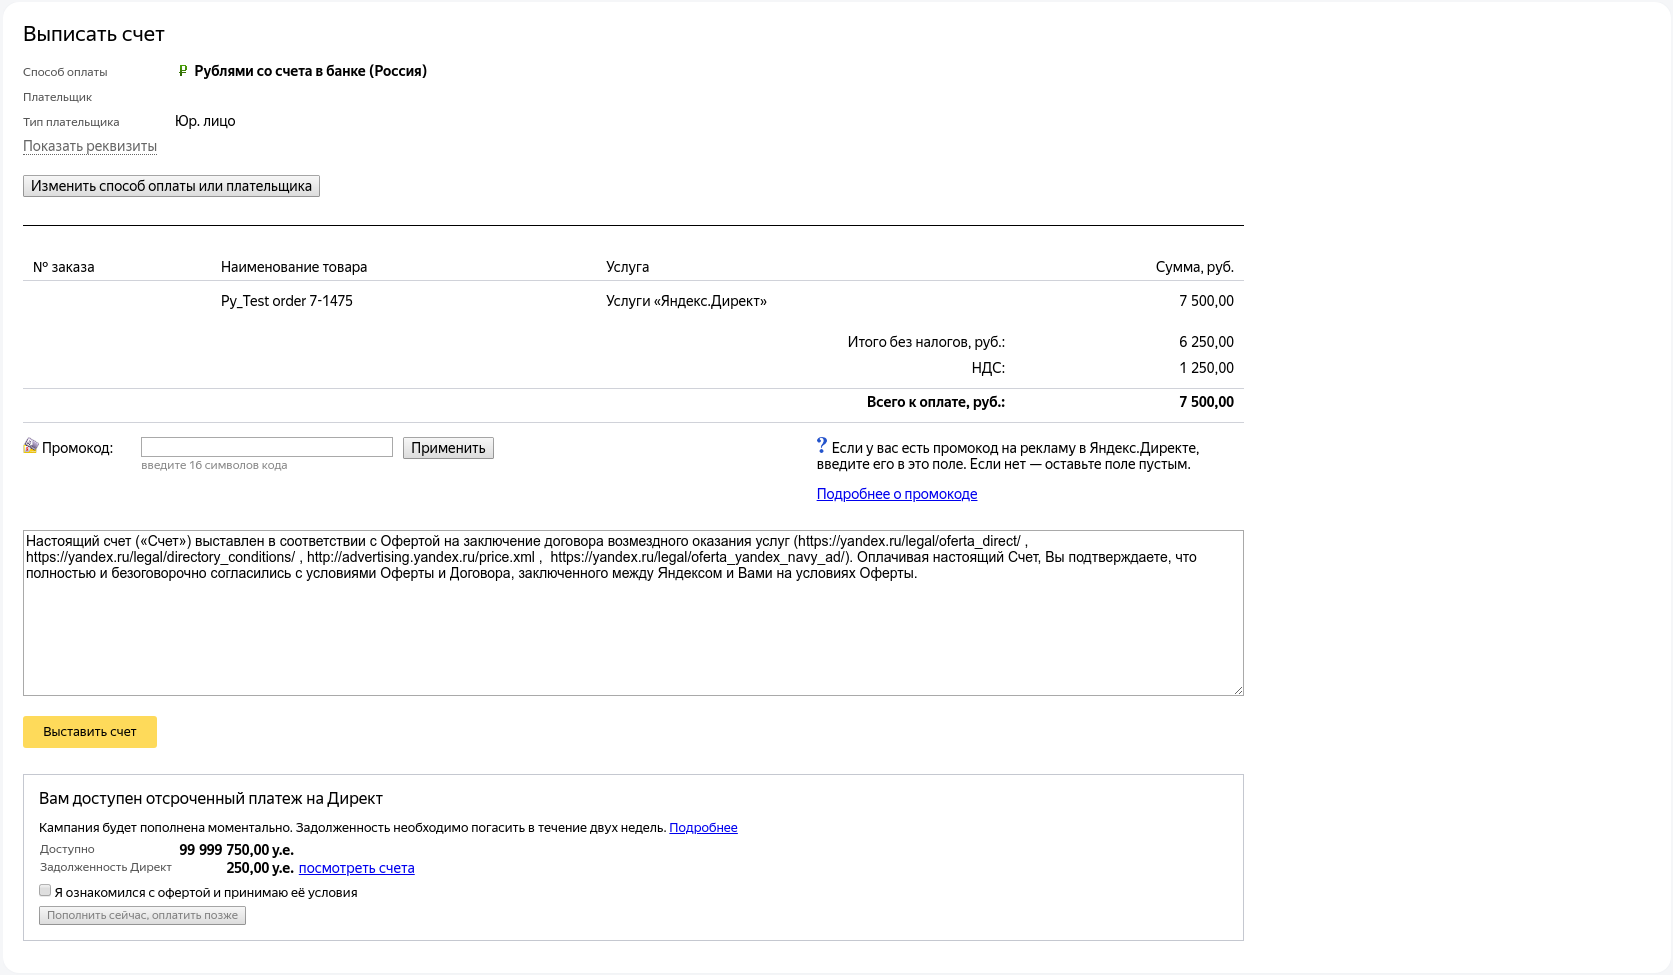 Выписать счет
Способ оплаты ₽ Рублями со счета в банке (Россия)
Плательщик
Тип плательщика Юр. лицо
Показать реквизиты
Изменить способ оплаты или плательщика
№ заказа Наименование товара Услуга Сумма, руб.
Py_Test order 7-1475 Услуги «Яндекс.Директ» 7 500,00
Итого без налогов, руб.: 6 250,00
НДС: 1 250,00
Всего к оплате, руб.: 7 500,00
Промокод: Применить
введите 16 символов кода
? Если у вас есть промокод на рекламу в Яндекс.Директе,
введите его в это поле. Если нет — оставьте поле пустым.
Подробнее о промокоде
Настоящий счет («Счет») выставлен в соответствии с Офертой на заключение договора возмездного оказания услуг (https://yandex.ru/legal/oferta_direct/ ,
https://yandex.ru/legal/directory_conditions/ , http://advertising.yandex.ru/price.xml ,  https://yandex.ru/legal/oferta_yandex_navy_ad/). Оплачивая настоящий Счет, Вы подтверждаете, что
полностью и безоговорочно согласились с условиями Оферты и Договора, заключенного между Яндексом и Вами на условиях Оферты.
Выставить счет
Вам доступен отсроченный платеж на Директ
Кампания будет пополнена моментально. Задолженность необходимо погасить в течение двух недель. Подробнее
Доступно 99 999 750,00 у.е.
Задолженность Директ 250,00 у.е. посмотреть счета
Я ознакомился с офертой и принимаю её условия
Пополнить сейчас, оплатить позже